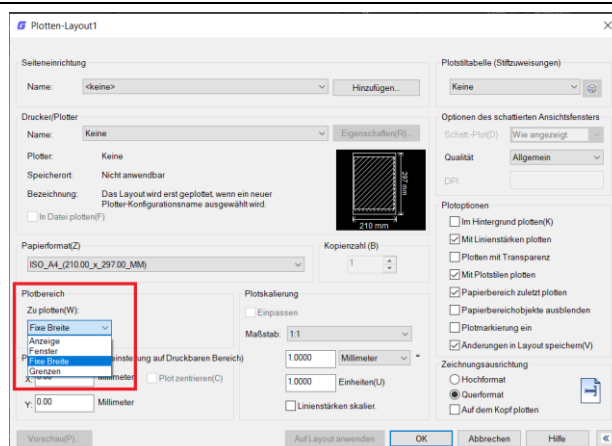 Plotten-Layout1
Seiteneinrichtung
Name: <keine>
Hinzufügen...
Drucker/Plotter
Name: Keine
Eigenschaften(R)...
Plotter: Keine
Speicherort: Nicht anwendbar
Bezeichnung: Das Layout wird erst geplottet, wenn ein neuer
Plotter-Konfigurationsname ausgewählt wird.
In Datei plotten(F)
297 mm
210 mm
Papierformat(Z)
ISO_A4_(210.00_x_297.00_MM)
Kopienzahl (B)
1
Plotbereich
Zu plotten(W):
Fixe Breite
Anzeige
Fenster
Fixe Breite
Grenzen
einstellung auf Druckbaren Bereich)
X: 0.00 Millimeter
Plot zentrieren(C)
Y: 0.00 Millimeter
Plotskalierung
Einpassen
Maßstab: 1:1
1.0000 Millimeter =
1.0000 Einheiten(U)
Linienstärken skalier.
Plotstiltabelle (Stiftzuweisungen)
Keine
Optionen des schattierten Ansichtsfensters
Schatt.-Plot(D) Wie angezeigt
Qualität Allgemein
DPI
Plotoptionen
Im Hintergrund plotten(K)
Mit Linienstärken plotten
Plotten mit Transparenz
Mit Plotstilen plotten
Papierbereich zuletzt plotten
Papierbereichobjekte ausblenden
Plotmarkierung ein
Änderungen in Layout speichern(V)
Zeichnungsausrichtung
Hochformat
Querformat
Auf dem Kopf plotten
Vorschau(P)...
Auf Layout anwenden
OK
Abbrechen
Hilfe